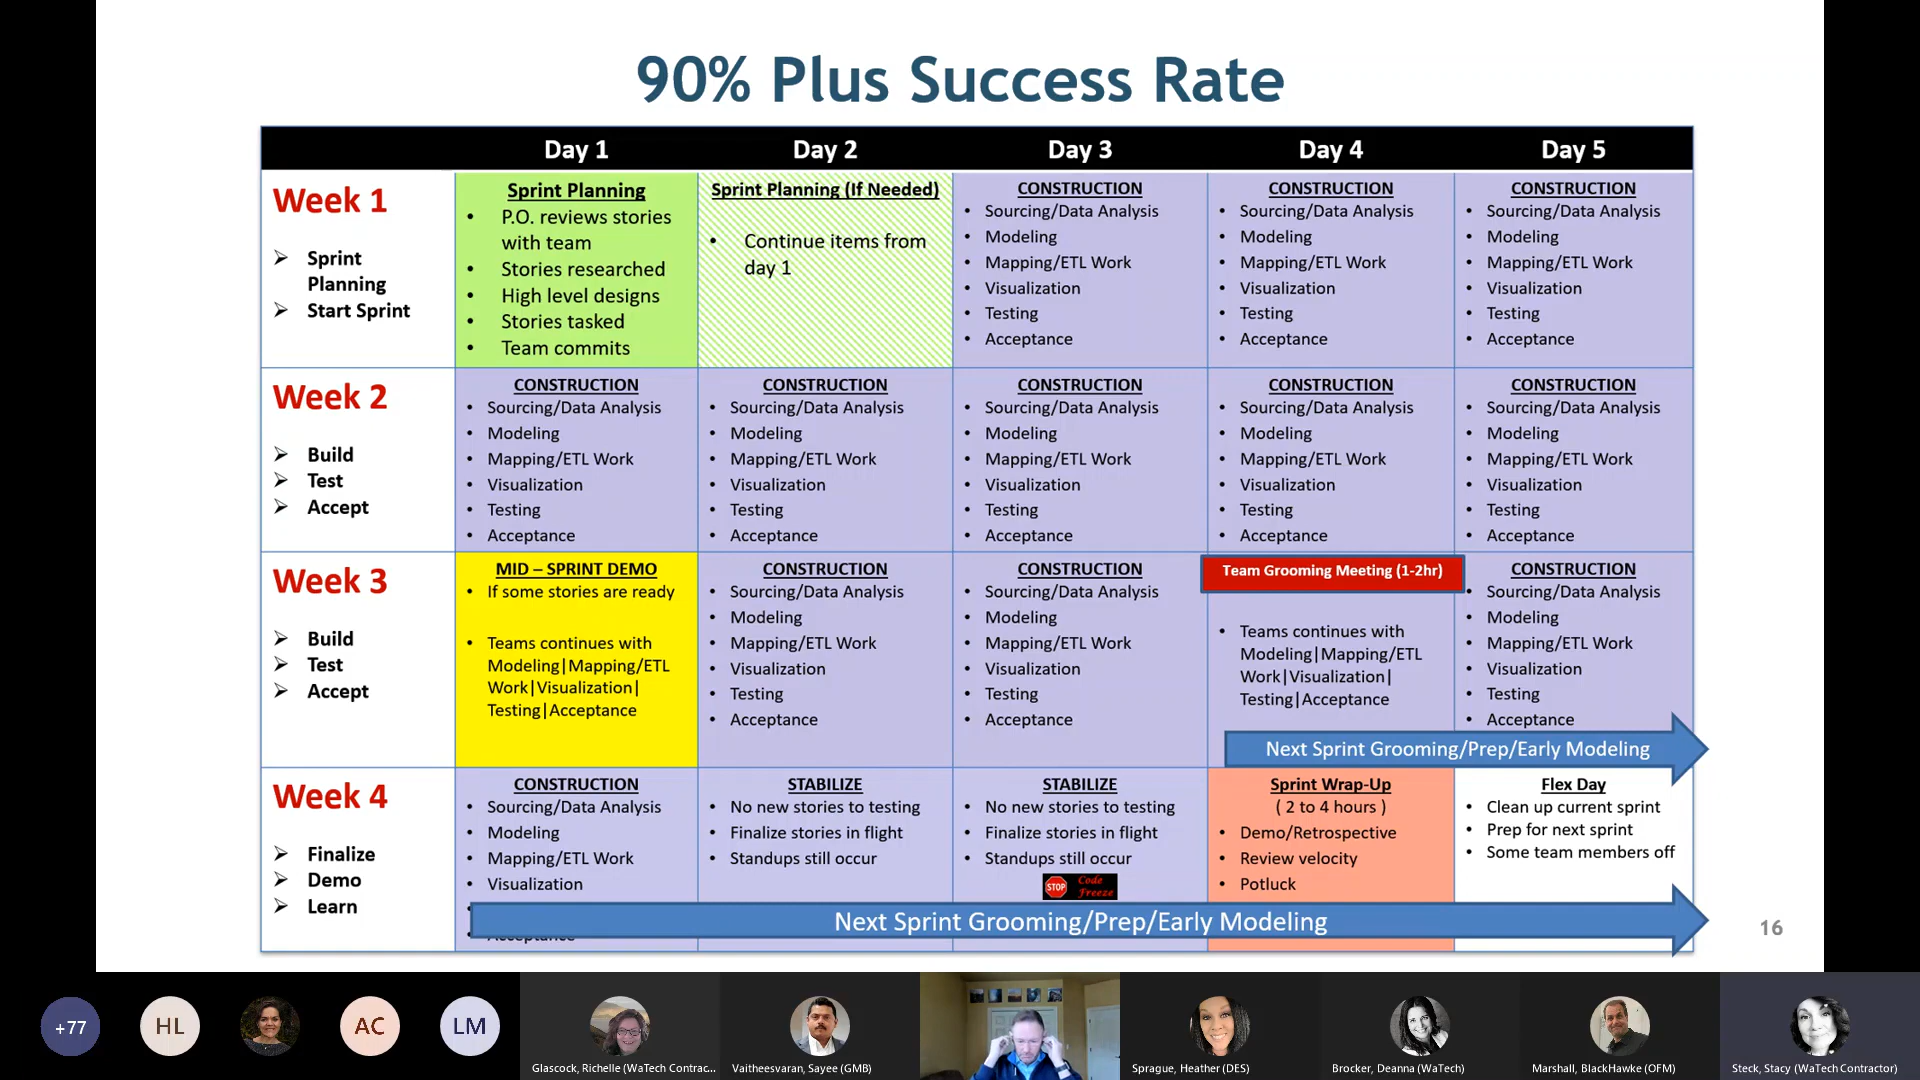 90% Plus Success Rate
Day 1
Day 2
Day 3
Day 4
Day 5
Week 1
Sprint
Planning
Start Sprint
Sprint Planning
P.O. reviews stories
with team
Stories researched
High level designs
Stories tasked
Team commits
Sprint Planning (If Needed)
Continue items from
day 1
CONSTRUCTION
Sourcing/Data Analysis
Modeling
Mapping/ETL Work
Visualization
Testing
Acceptance
CONSTRUCTION
Sourcing/Data Analysis
Modeling
Mapping/ETL Work
Visualization
Testing
Acceptance
CONSTRUCTION
Sourcing/Data Analysis
Modeling
Mapping/ETL Work
Visualization
Testing
Acceptance
Week 2
Build
Test
Accept
CONSTRUCTION
Sourcing/Data Analysis
Modeling
Mapping/ETL Work
Visualization
Testing
Acceptance
CONSTRUCTION
Sourcing/Data Analysis
Modeling
Mapping/ETL Work
Visualization
Testing
Acceptance
CONSTRUCTION
Sourcing/Data Analysis
Modeling
Mapping/ETL Work
Visualization
Testing
Acceptance
CONSTRUCTION
Sourcing/Data Analysis
Modeling
Mapping/ETL Work
Visualization
Testing
Acceptance
CONSTRUCTION
Sourcing/Data Analysis
Modeling
Mapping/ETL Work
Visualization
Testing
Acceptance
Week 3
Build
Test
Accept
MID – SPRINT DEMO
If some stories are ready
Teams continues with
Modeling|Mapping/ETL
Work|Visualization|
Testing|Acceptance
CONSTRUCTION
Sourcing/Data Analysis
Modeling
Mapping/ETL Work
Visualization
Testing
Acceptance
CONSTRUCTION
Sourcing/Data Analysis
Modeling
Mapping/ETL Work
Visualization
Testing
Acceptance
Team Grooming Meeting (1-2hr)
Teams continues with
Modeling|Mapping/ETL
Work|Visualization|
Testing|Acceptance
CONSTRUCTION
Sourcing/Data Analysis
Modeling
Mapping/ETL Work
Visualization
Testing
Acceptance
Next Sprint Grooming/Prep/Early Modeling
Week 4
Finalize
Demo
Learn
CONSTRUCTION
Sourcing/Data Analysis
Modeling
Mapping/ETL Work
Visualization
Acceptance
STABILIZE
No new stories to testing
Finalize stories in flight
Standups still occur
STABILIZE
No new stories to testing
Finalize stories in flight
Standups still occur
STOP
Code
Freeze
Sprint Wrap-Up
( 2 to 4 hours )
Demo/Retrospective
Review velocity
Potluck
Flex Day
Clean up current sprint
Prep for next sprint
Some team members off
Next Sprint Grooming/Prep/Early Modeling
16
+77
HL
AC
LM
Glascock, Richelle (WaTech Contrac...
Vaitheesvaran, Sayee (GMB)
Sprague, Heather (DES)
Brocker, Deanna (WaTech)
Marshall, BlackHawke (OFM)
Steck, Stacy (WaTech Contractor)